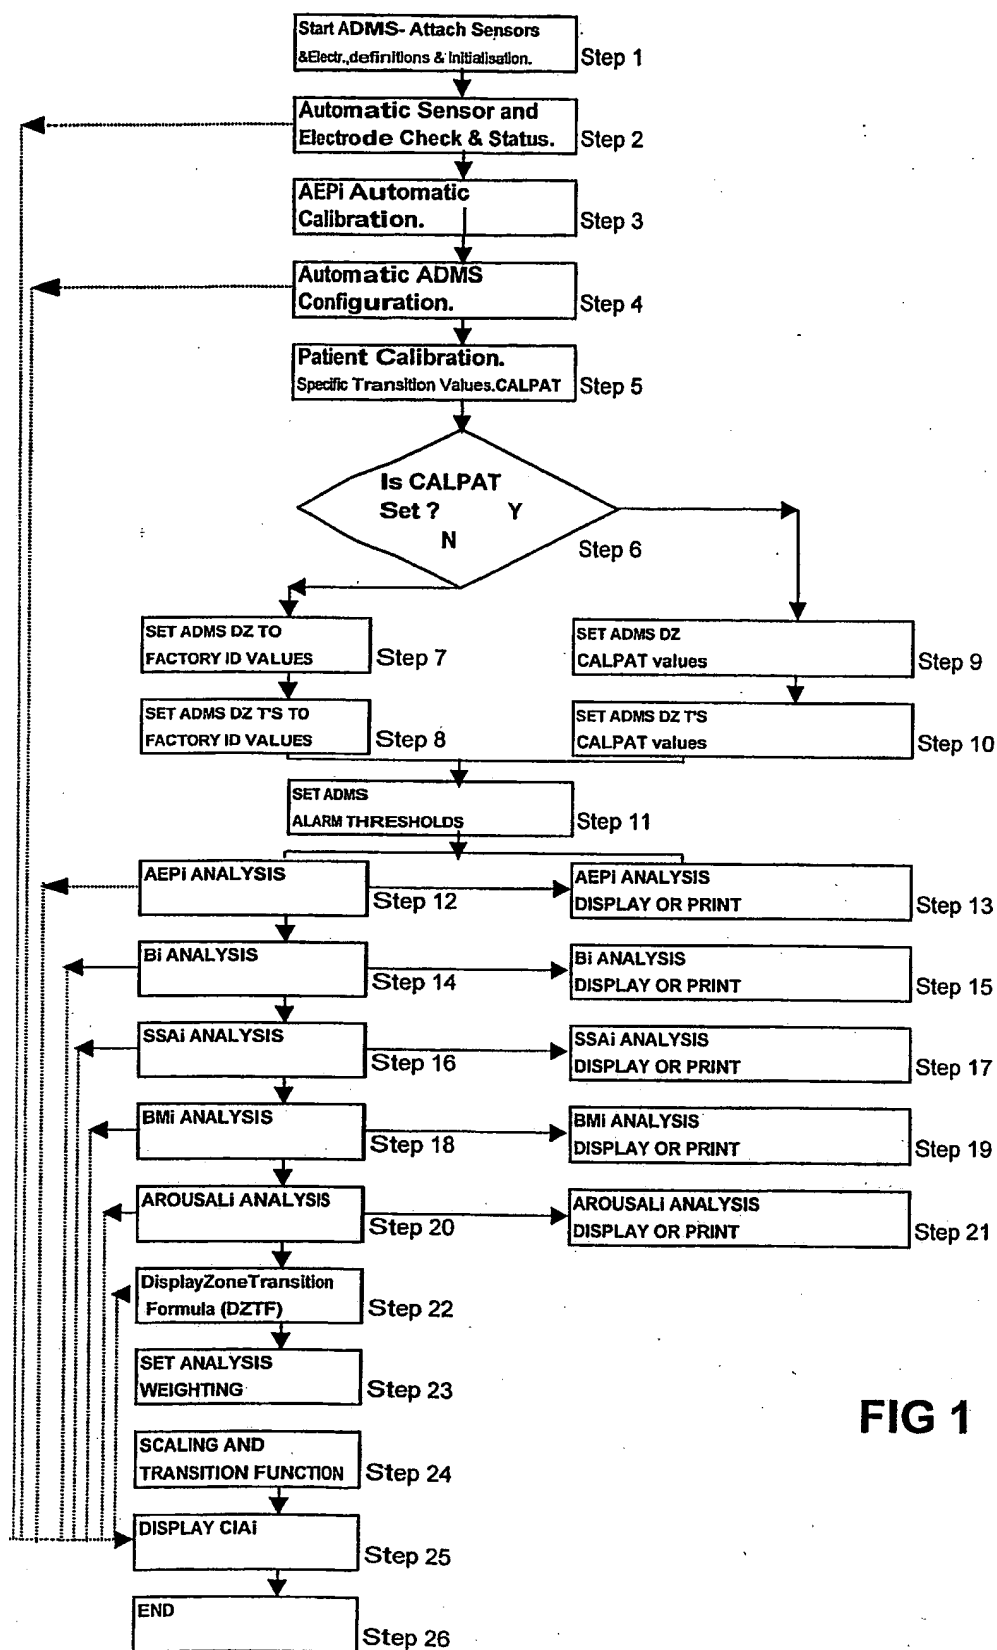 Start ADMS- Attach Sensors
&Electr.,definitions & Initialisation.
Step 1
Automatic Sensor and
Electrode Check & Status.
Step 2
AEPi Automatic
Calibration.
Step 3
Automatic ADMS
Configuration.
Step 4
Patient Calibration.
Specific Transition Values.CALPAT
Step 5
Is CALPAT
Set ?
Y
N
Step 6
SET ADMS DZ TO
FACTORY ID VALUES
Step 7
SET ADMS DZ
CALPAT values
Step 9
SET ADMS DZ T'S TO
FACTORY ID VALUES
Step 8
SET ADMS DZ T'S
CALPAT values
Step 10
SET ADMS
ALARM THRESHOLDS
Step 11
AEPi ANALYSIS
Step 12
AEPi ANALYSIS
DISPLAY OR PRINT
Step 13
Bi ANALYSIS
Step 14
Bi ANALYSIS
DISPLAY OR PRINT
Step 15
SSAi ANALYSIS
Step 16
SSAi ANALYSIS
DISPLAY OR PRINT
Step 17
BMi ANALYSIS
Step 18
BMi ANALYSIS
DISPLAY OR PRINT
Step 19
AROUSALi ANALYSIS
Step 20
AROUSALi ANALYSIS
DISPLAY OR PRINT
Step 21
DisplayZoneTransition
Formula (DZTF)
Step 22
SET ANALYSIS
WEIGHTING
Step 23
FIG 1
SCALING AND
TRANSITION FUNCTION
Step 24
DISPLAY CIAi
Step 25
END
Step 26